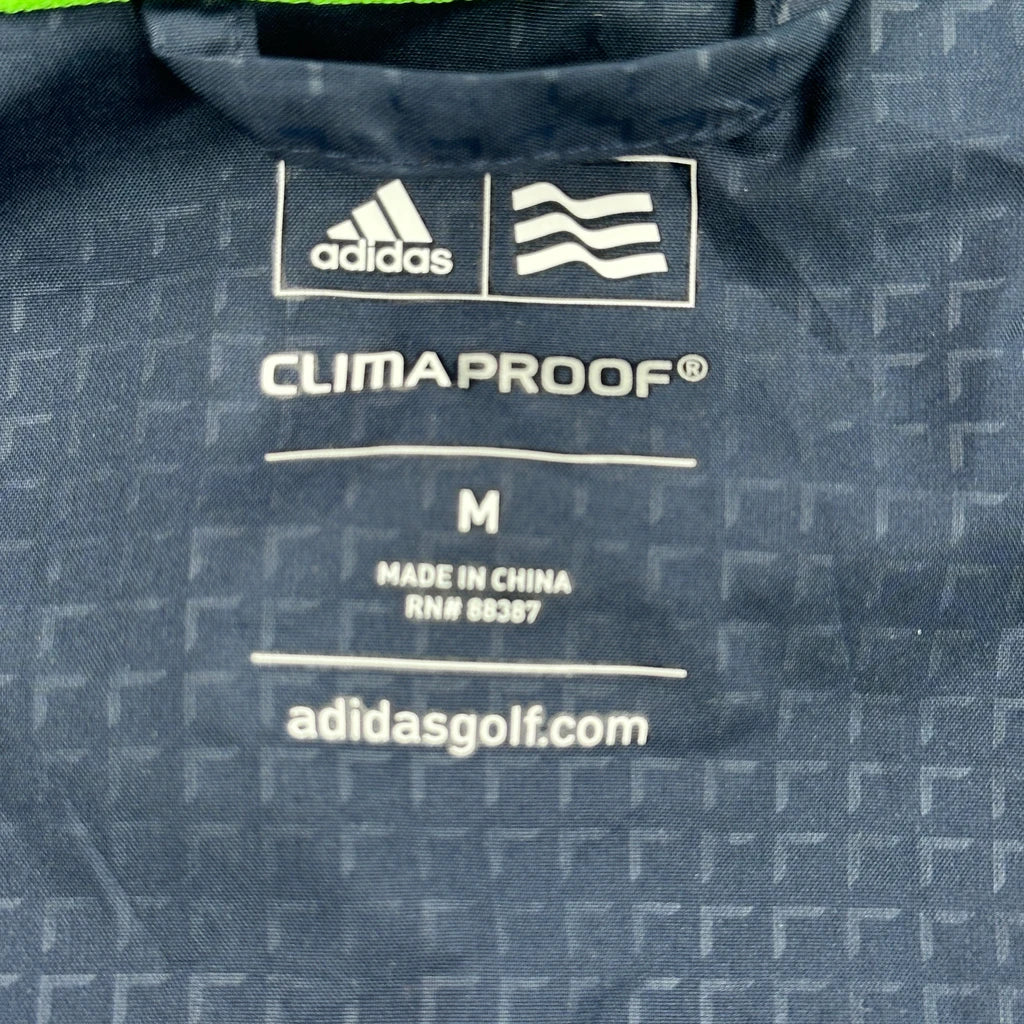 adidas
CLIMAPROOF®
M
MADE IN CHINA
RN# 88387
adidasgolf.com